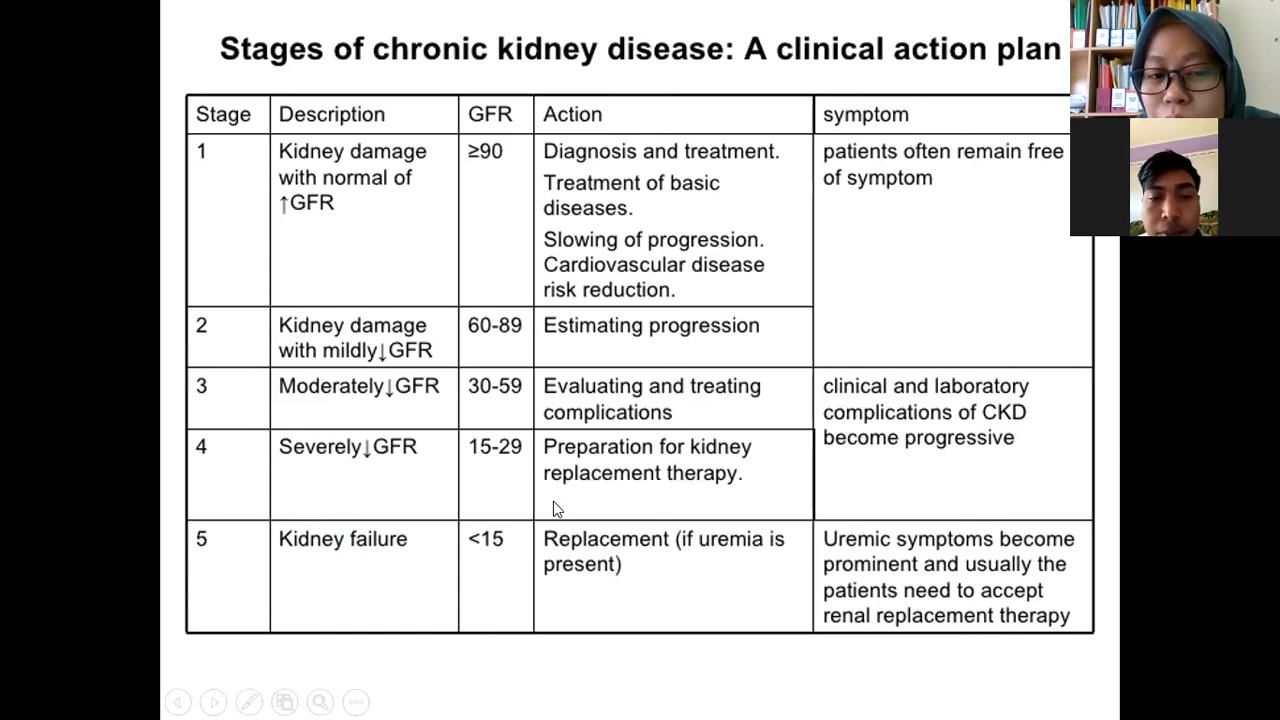 Stages of chronic kidney disease: A clinical action plan
Stage Description GFR Action symptom
1 Kidney damage with normal of ↑GFR ≥90 Diagnosis and treatment.
Treatment of basic diseases.
Slowing of progression.
Cardiovascular disease risk reduction.
patients often remain free of symptom
2 Kidney damage with mildly↓GFR 60-89 Estimating progression
3 Moderately↓GFR 30-59 Evaluating and treating complications
clinical and laboratory complications of CKD become progressive
4 Severely↓GFR 15-29 Preparation for kidney replacement therapy.
5 Kidney failure <15 Replacement (if uremia is present)
Uremic symptoms become prominent and usually the patients need to accept renal replacement therapy